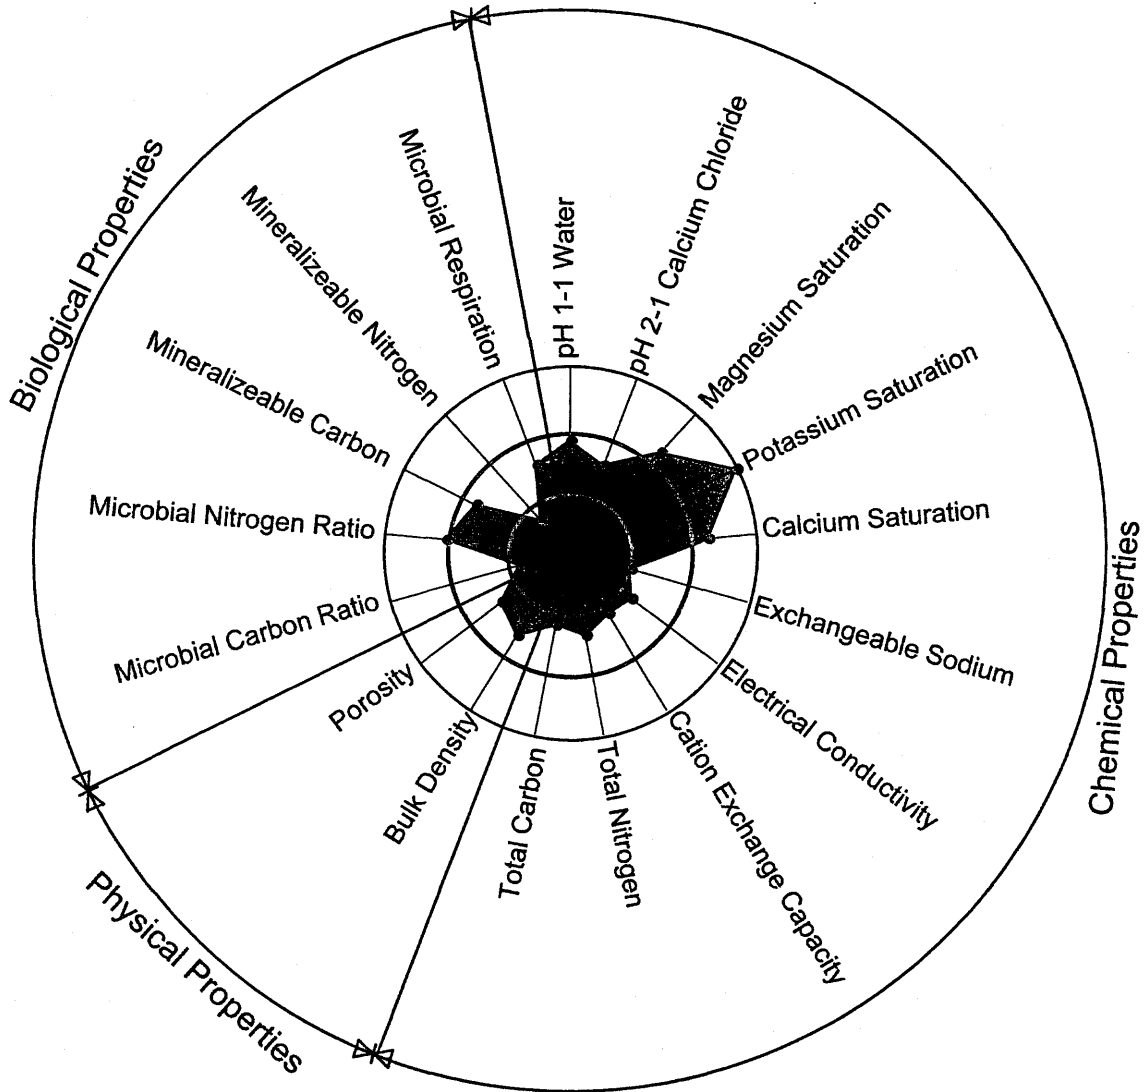 Biological Properties
Chemical Properties
Physical Properties
Microbial Respiration
Mineralizeable Nitrogen
Mineralizeable Carbon
Microbial Nitrogen Ratio
Microbial Carbon Ratio
pH 1-1 Water
pH 2-1 Calcium Chloride
Magnesium Saturation
Potassium Saturation
Calcium Saturation
Exchangeable Sodium
Electrical Conductivity
Cation Exchange Capacity
Total Nitrogen
Total Carbon
Bulk Density
Porosity